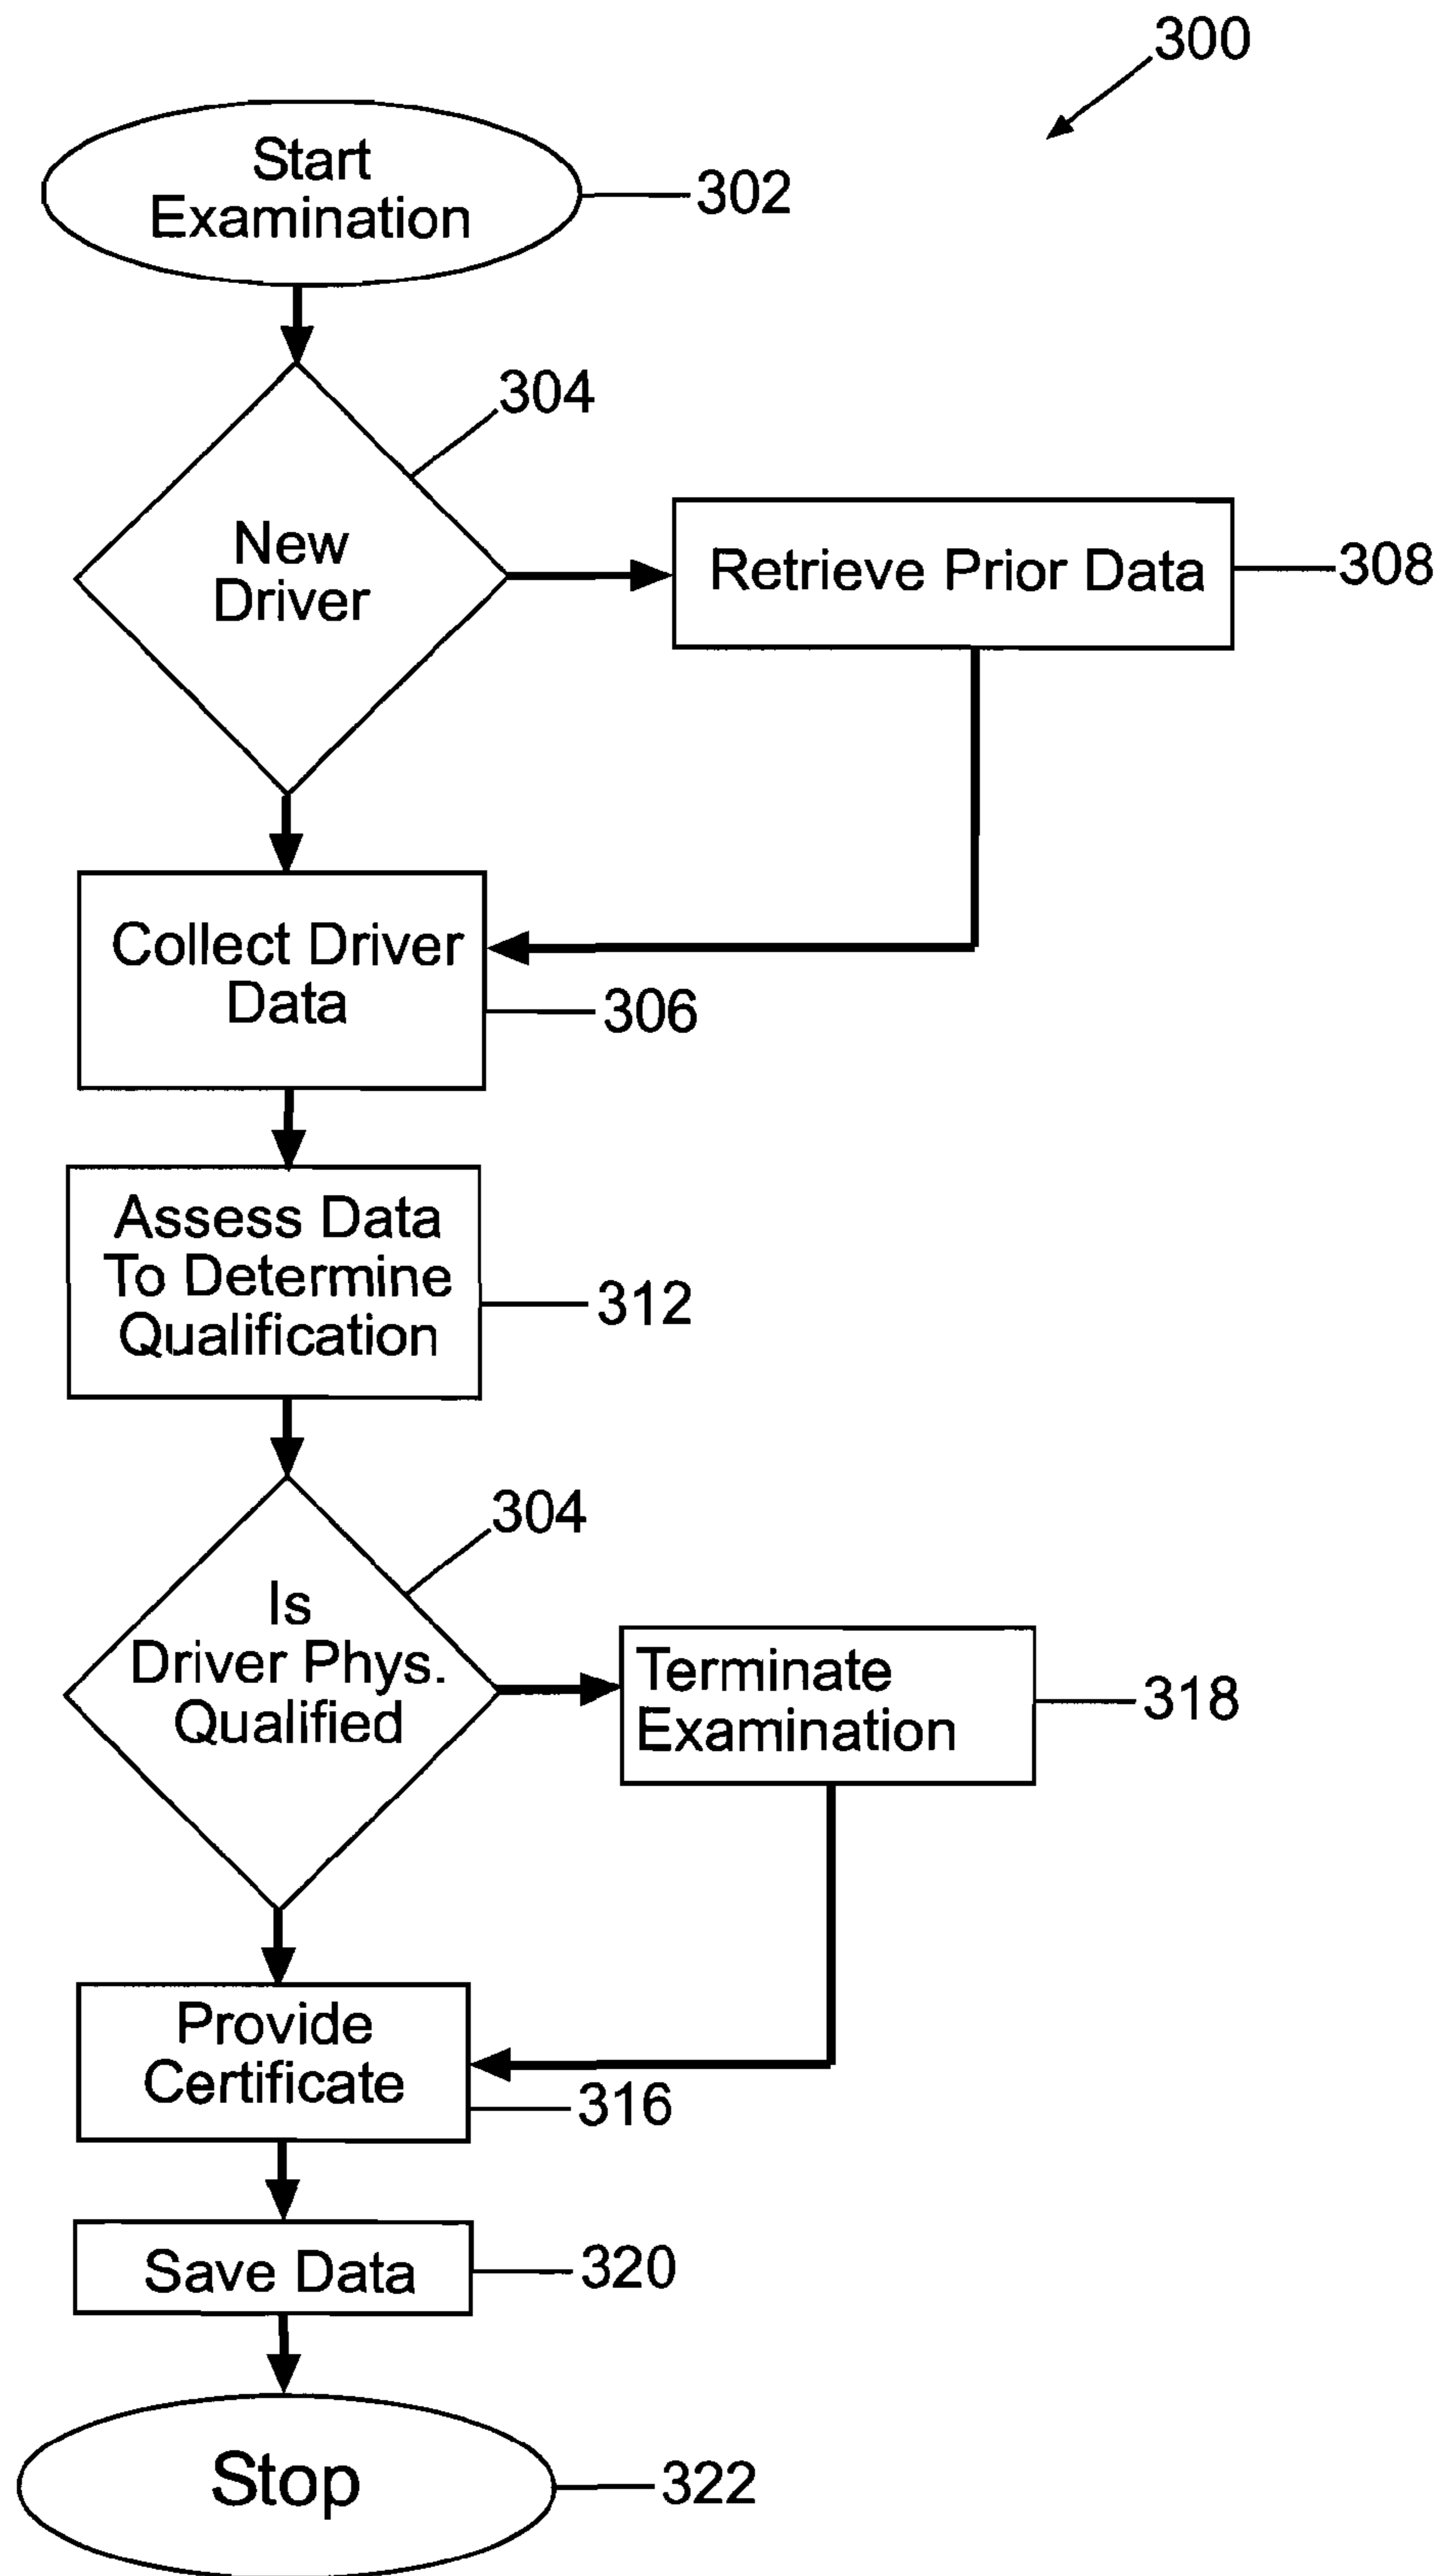 300
Start
Examination
302
304
New
Driver
Retrieve Prior Data
308
Collect Driver
Data
306
Assess Data
To Determine
Qualification
312
304
Is
Driver Phys.
Qualified
Terminate
Examination
318
Provide
Certificate
316
Save Data
320
Stop
322